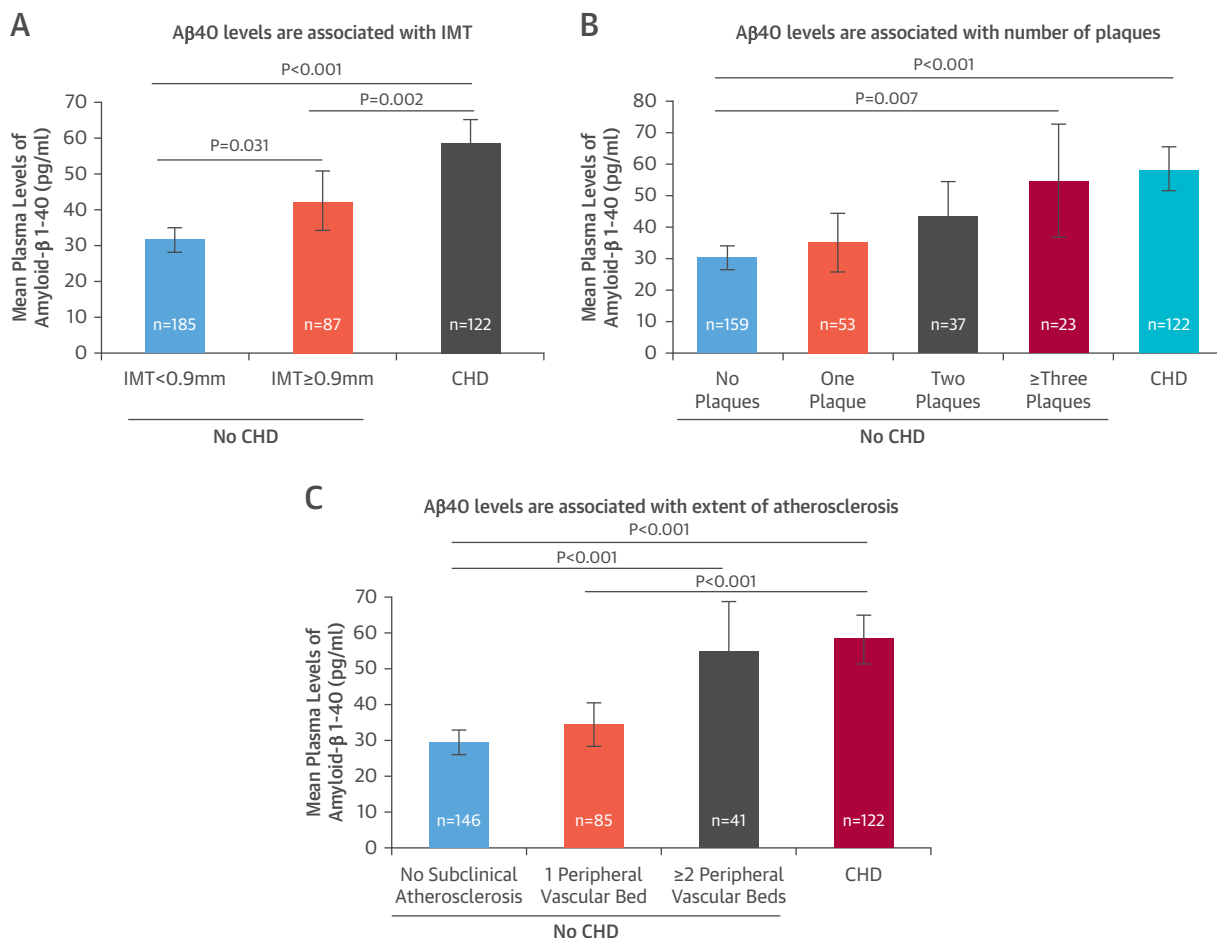 A
Aβ40 levels are associated with IMT
P<0.001
P=0.002
P=0.031
Mean Plasma Levels of
Amyloid-β 1-40 (pg/ml)
70
60
50
40
30
20
10
0
n=185
n=87
n=122
IMT<0.9mm
IMT≥0.9mm
CHD
No CHD
B
Aβ40 levels are associated with number of plaques
P<0.001
P=0.007
Mean Plasma Levels of
Amyloid-β 1-40 (pg/ml)
80
70
60
50
40
30
20
10
0
n=159
n=53
n=37
n=23
n=122
No
Plaques
One
Plaque
Two
Plaques
≥Three
Plaques
CHD
No CHD
C
Aβ40 levels are associated with extent of atherosclerosis
P<0.001
P<0.001
P<0.001
Mean Plasma Levels of
Amyloid-β 1-40 (pg/ml)
70
60
50
40
30
20
10
0
n=146
n=85
n=41
n=122
No Subclinical
Atherosclerosis
1 Peripheral
Vascular Bed
≥2 Peripheral
Vascular Beds
CHD
No CHD